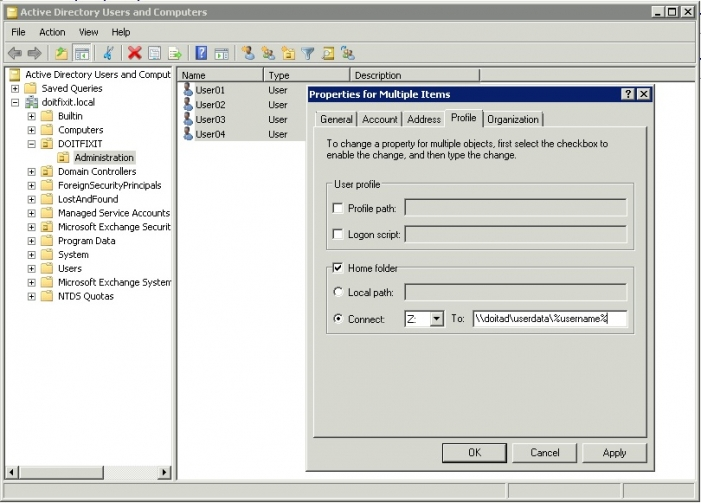 Active Directory Users and Computers
File Action View Help
Active Directory Users and Comput
Saved Queries
doitfixit.local
Builtin
Computers
DOITFIXIT
Administration
Domain Controllers
ForeignSecurityPrincipals
LostAndFound
Managed Service Accounts
Microsoft Exchange Securit
Program Data
System
Users
Microsoft Exchange System
NTDS Quotas
Name Type Description
User01 User
User02 User
User03 User
User04 User
Properties for Multiple Items
General Account Address Profile Organization
To change a property for multiple objects, first select the checkbox to
enable the change, and then type the change.
User profile
Profile path:
Logon script:
Home folder
Local path:
Connect: Z: To: \\doitad\userdata\%username%
OK Cancel Apply